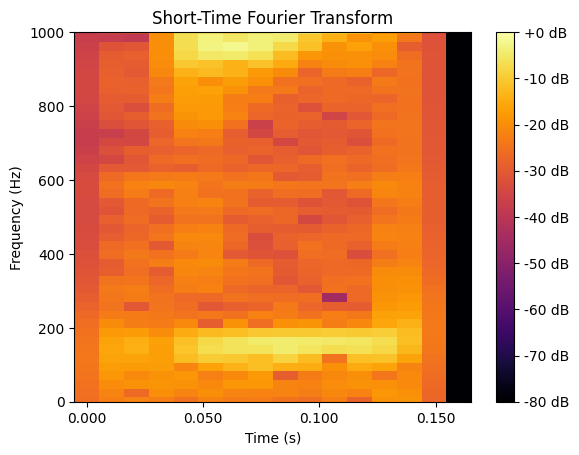 Short-Time Fourier Transform
1000
800
600
400
200
0
Frequency (Hz)
0.000
0.050
0.100
0.150
Time (s)
+0 dB
-10 dB
-20 dB
-30 dB
-40 dB
-50 dB
-60 dB
-70 dB
-80 dB